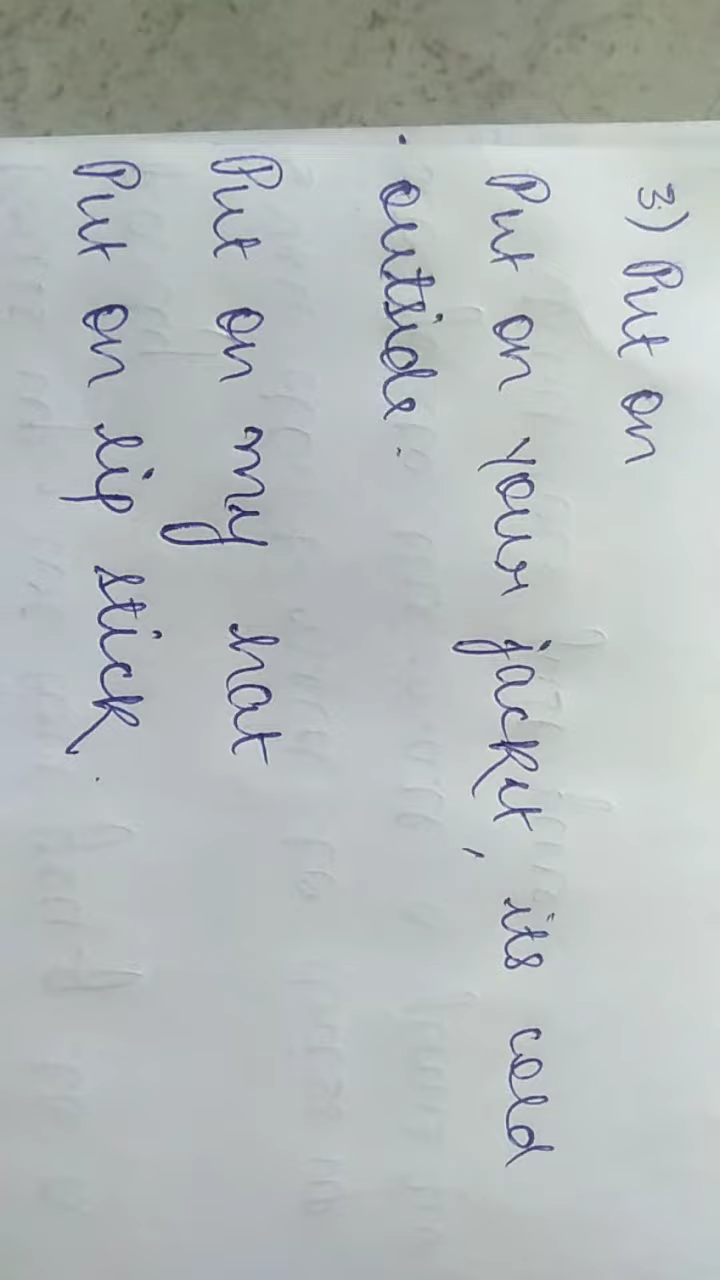 3) Put on
Put on your jacket, its cold
. outside.
Put on my hat
Put on lip stick.